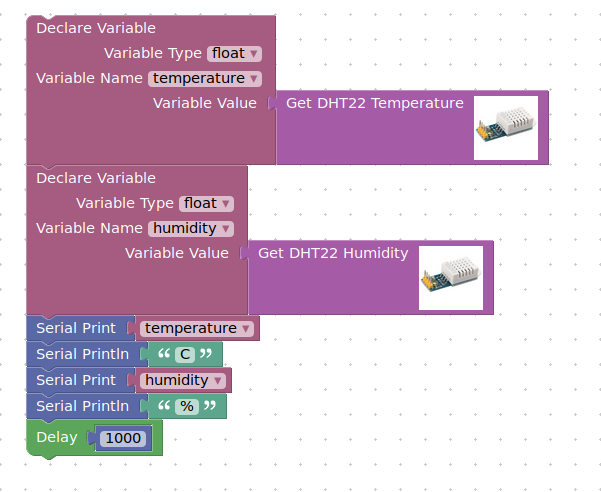 Declare Variable
Variable Type float
Variable Name temperature
Variable Value Get DHT22 Temperature
Declare Variable
Variable Type float
Variable Name humidity
Variable Value Get DHT22 Humidity
Serial Print temperature
Serial Println “ C ”
Serial Print humidity
Serial Println “ % ”
Delay 1000